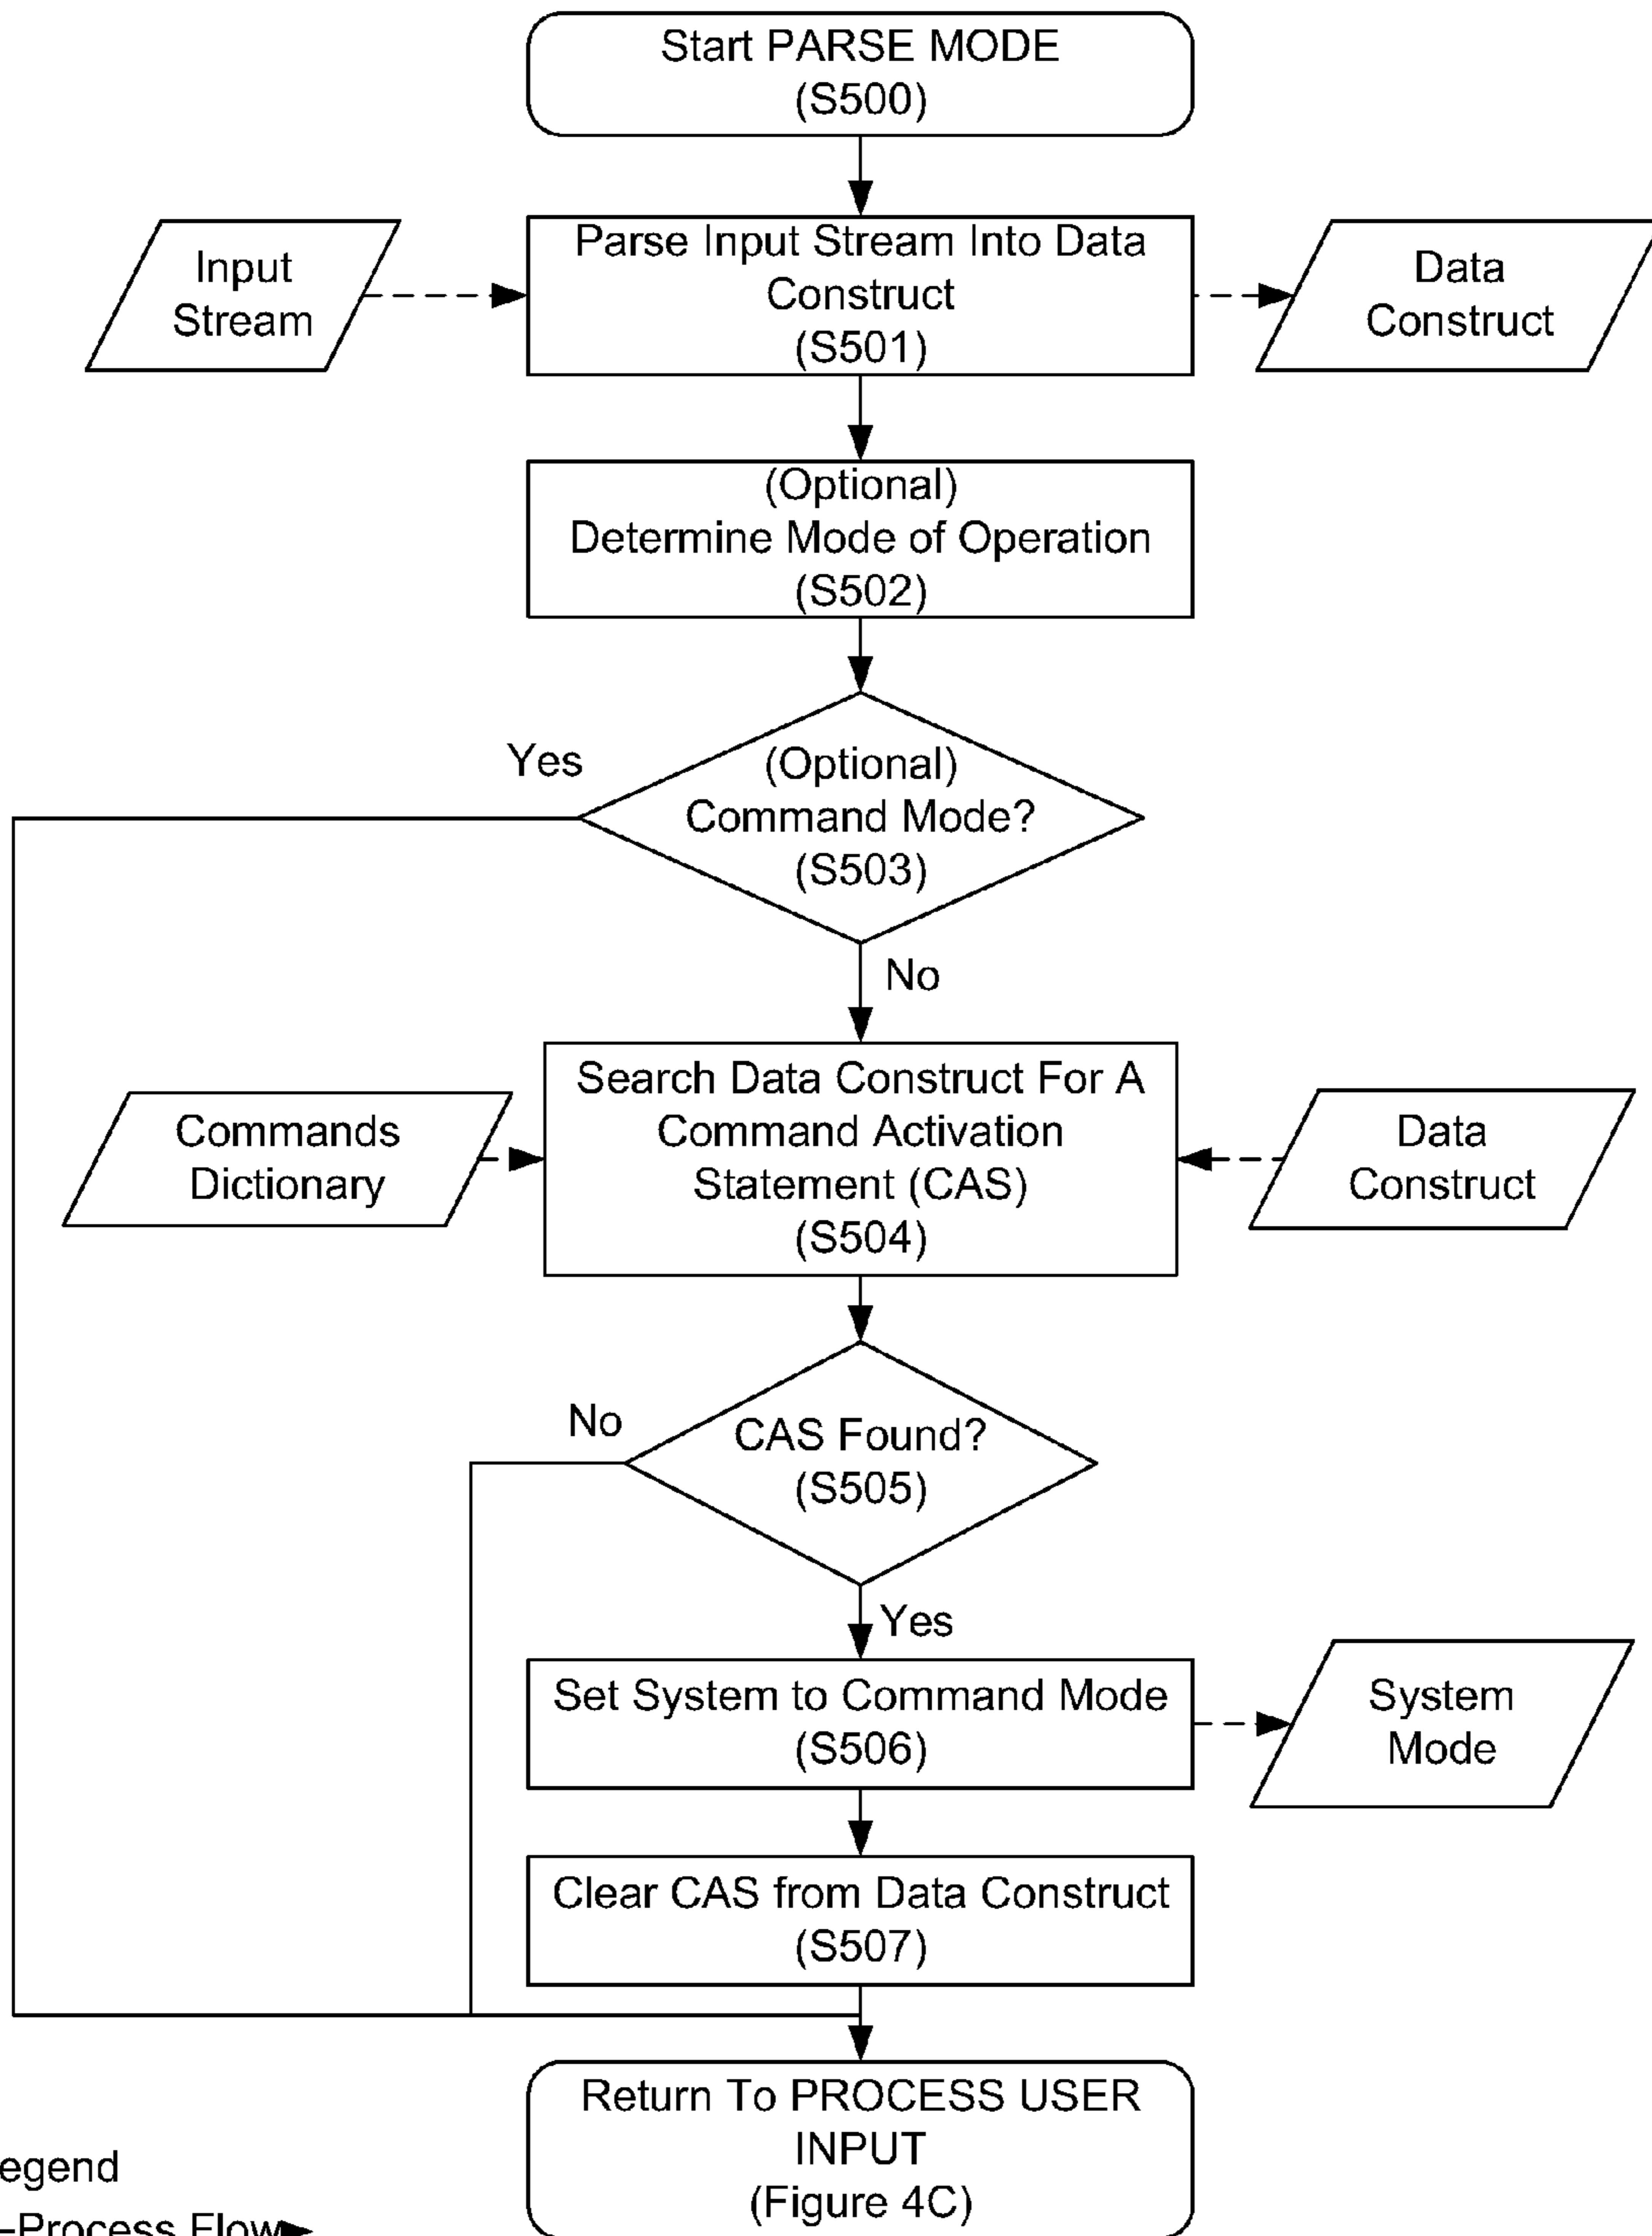 Start PARSE MODE
(S500)
Input
Stream
Parse Input Stream Into Data
Construct
(S501)
Data
Construct
(Optional)
Determine Mode of Operation
(S502)
Yes
(Optional)
Command Mode?
(S503)
No
Commands
Dictionary
Search Data Construct For A
Command Activation
Statement (CAS)
(S504)
Data
Construct
No
CAS Found?
(S505)
Yes
Set System to Command Mode
(S506)
System
Mode
Clear CAS from Data Construct
(S507)
Return To PROCESS USER
INPUT
(Figure 4C)
egend
Process Flow